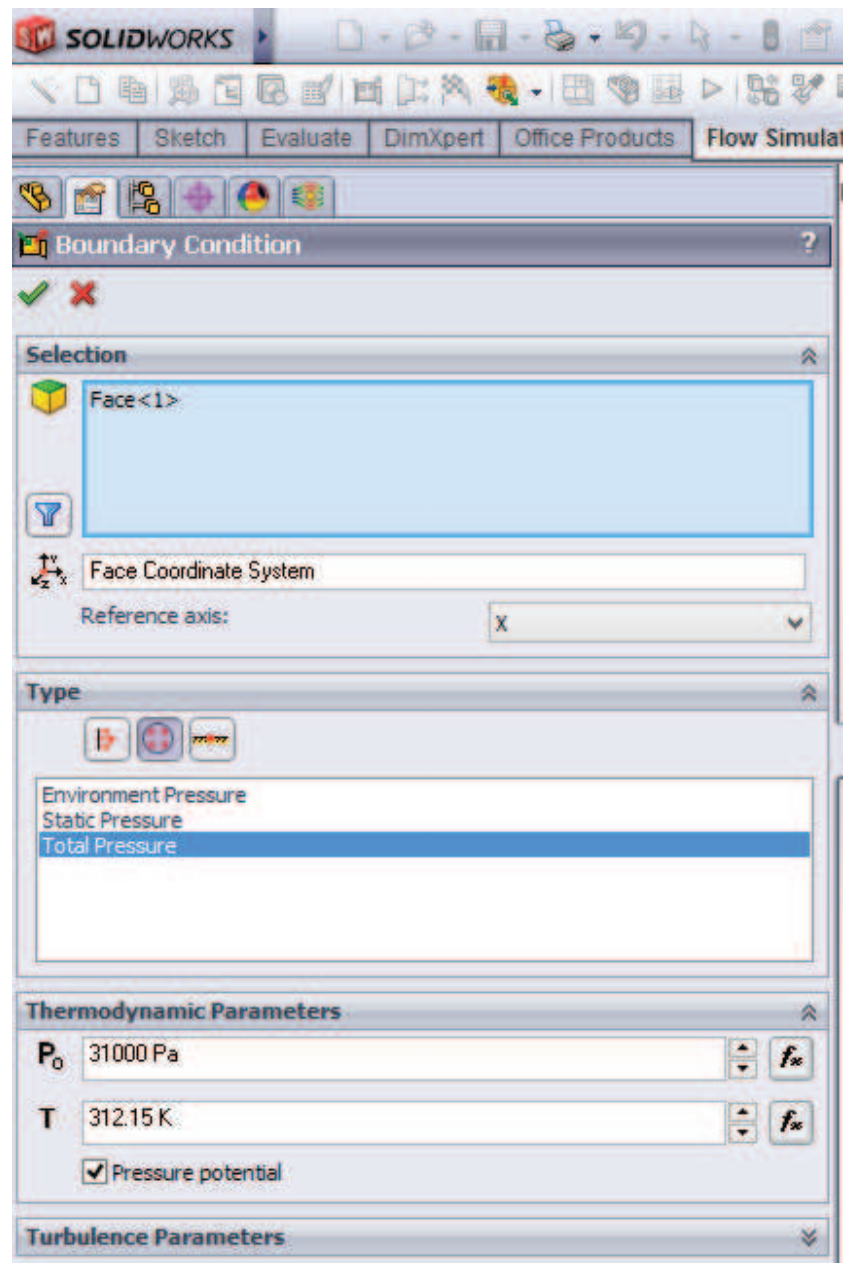 SW SOLIDWORKS
Features Sketch Evaluate DimXpert Office Products Flow Simulat
Boundary Condition ?
Selection
Face<1>
Face Coordinate System
Reference axis: X
Type
Environment Pressure
Static Pressure
Total Pressure
Thermodynamic Parameters
P₀ 31000 Pa fx
T 312.15 K fx
Pressure potential
Turbulence Parameters